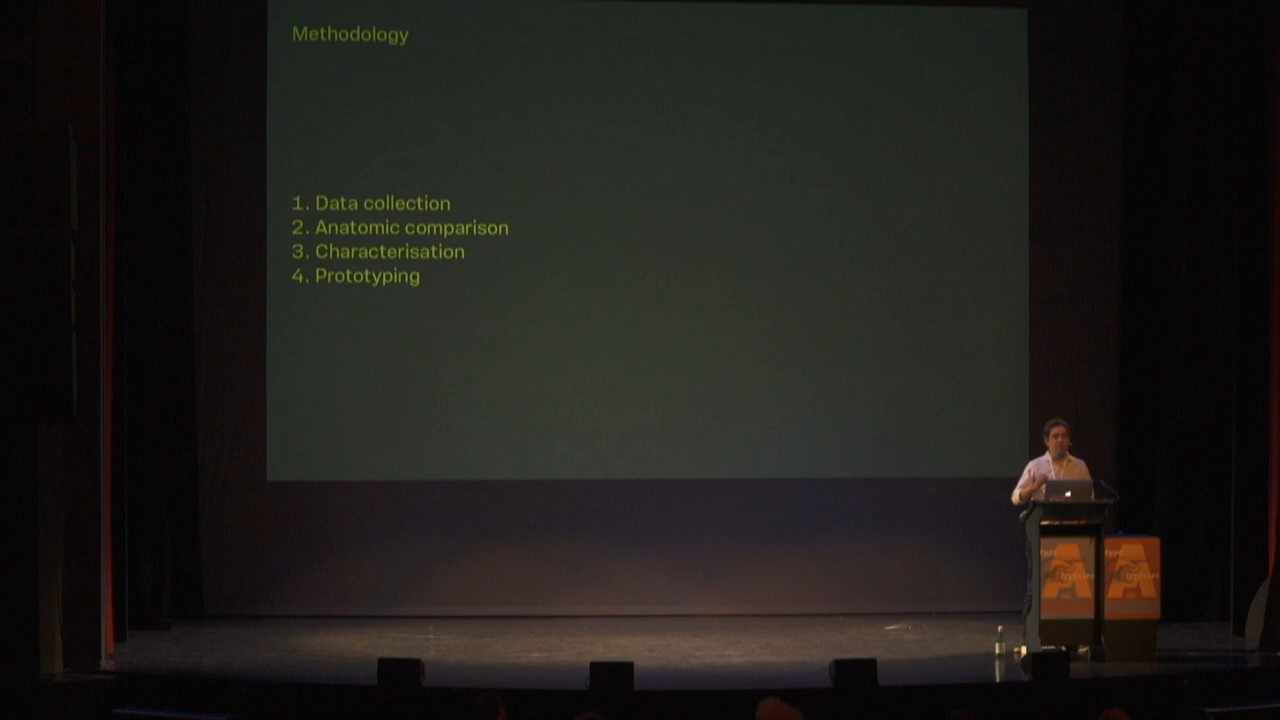 Methodology
1. Data collection
2. Anatomic comparison
3. Characterisation
4. Prototyping
A
A